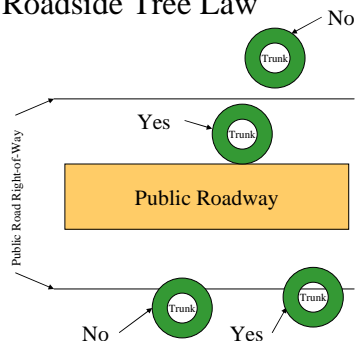 Roadside Tree Law
No
Trunk
Yes
Trunk
Public Road Right-of-Way
Public Roadway
Trunk
Trunk
No
Yes